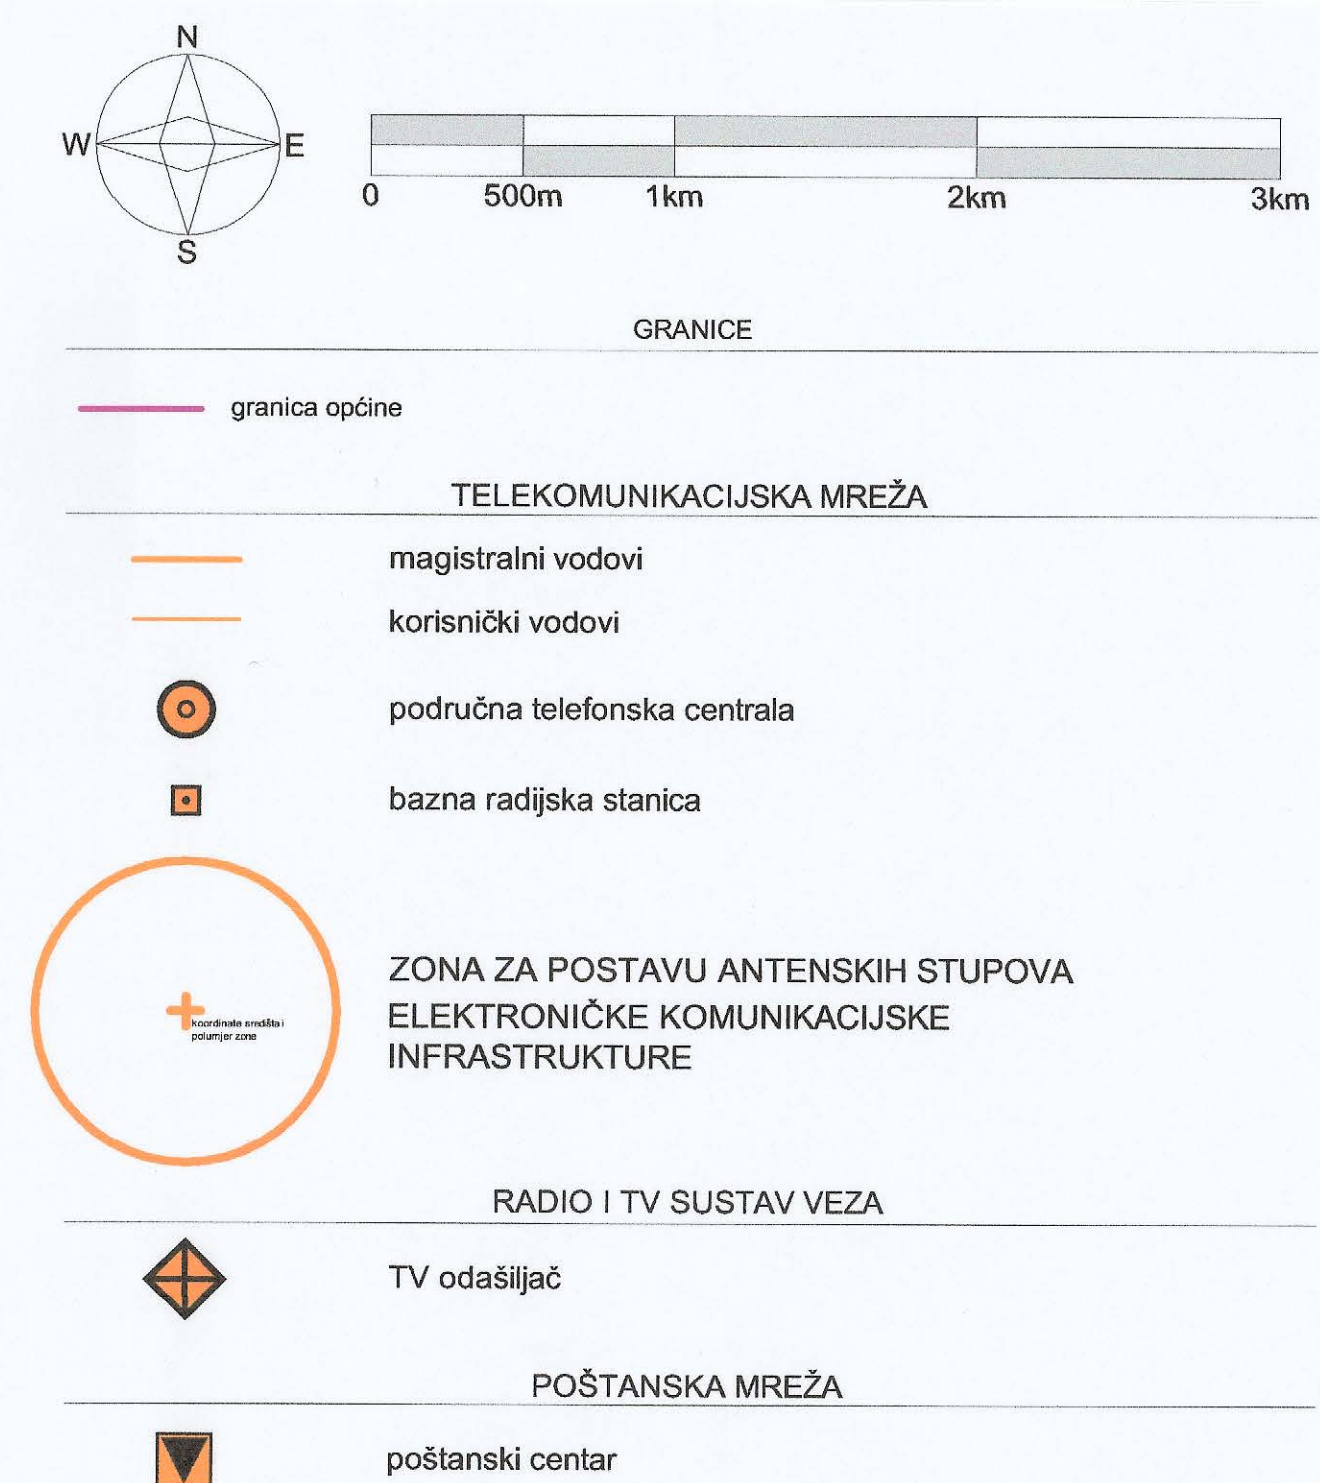 N
W E
S
0 500m 1km 2km 3km
GRANICE
granica općine
TELEKOMUNIKACIJSKA MREŽA
magistralni vodovi
korisnički vodovi
područna telefonska centrala
bazna radijska stanica
koordinate središta i
polumjer zone
ZONA ZA POSTAVU ANTENSKIH STUPOVA
ELEKTRONIČKE KOMUNIKACIJSKE
INFRASTRUKTURE
RADIO I TV SUSTAV VEZA
TV odašiljač
POŠTANSKA MREŽA
poštanski centar